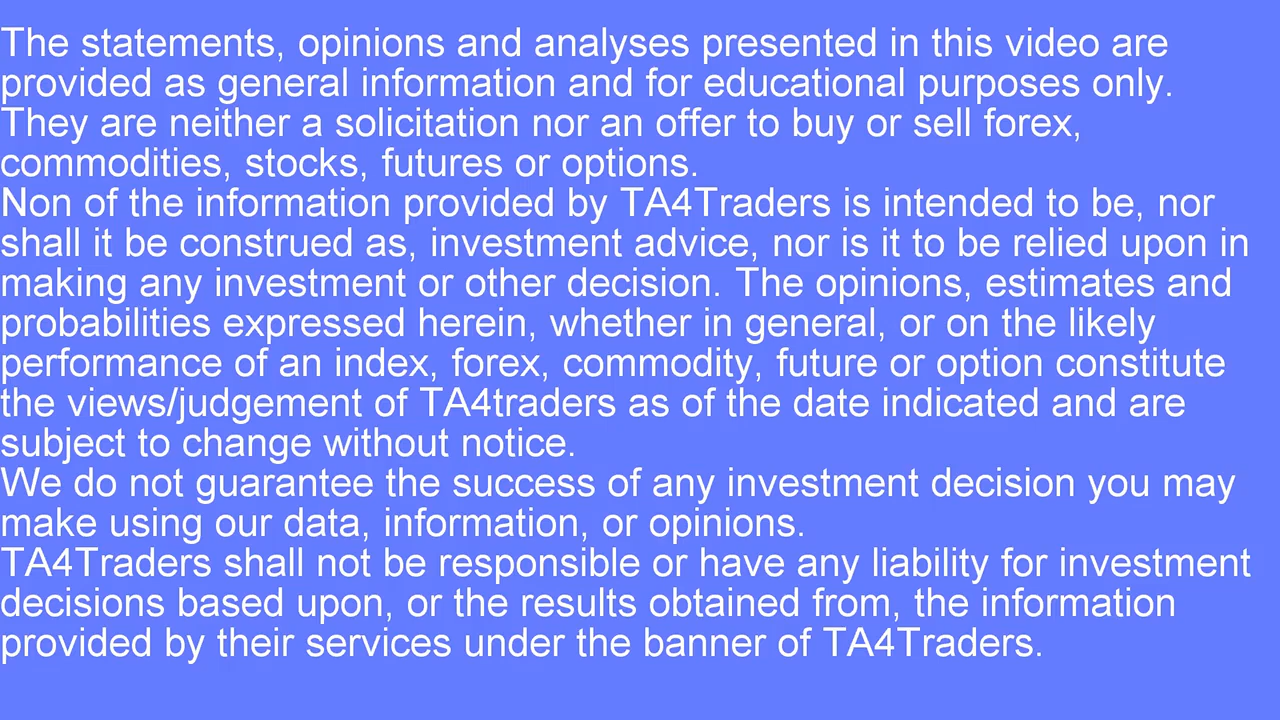 The statements, opinions and analyses presented in this video are
provided as general information and for educational purposes only.
They are neither a solicitation nor an offer to buy or sell forex,
commodities, stocks, futures or options.
Non of the information provided by TA4Traders is intended to be, nor
shall it be construed as, investment advice, nor is it to be relied upon in
making any investment or other decision. The opinions, estimates and
probabilities expressed herein, whether in general, or on the likely
performance of an index, forex, commodity, future or option constitute
the views/judgement of TA4traders as of the date indicated and are
subject to change without notice.
We do not guarantee the success of any investment decision you may
make using our data, information, or opinions.
TA4Traders shall not be responsible or have any liability for investment
decisions based upon, or the results obtained from, the information
provided by their services under the banner of TA4Traders.